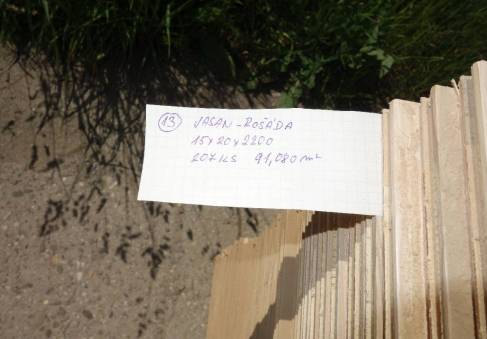 13 JASAN - ROŠÁDA
15 x 20 x 2200
207 KS 91,080 m²